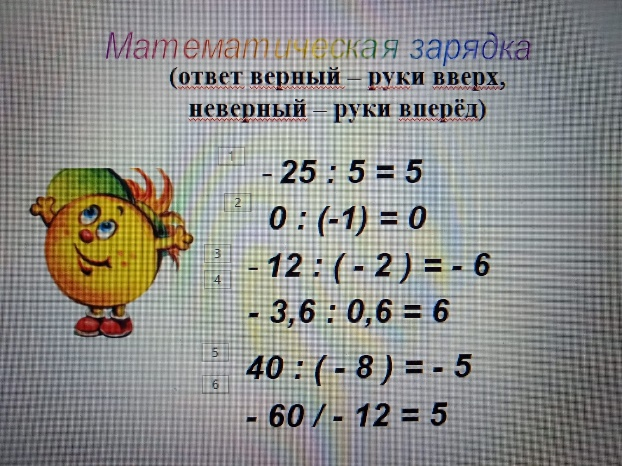 Математическая зарядка
(ответ верный – руки вверх,
неверный – руки вперёд)
1
- 25 : 5 = 5
2
0 : (-1) = 0
3
- 12 : ( - 2 ) = - 6
4
- 3,6 : 0,6 = 6
5
40 : ( - 8 ) = - 5
6
- 60 / - 12 = 5